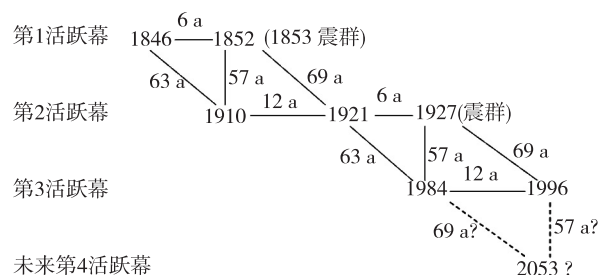 6 a
第1活跃幕 1846 1852 (1853 震群)
63 a 57 a 69 a
12 a 6 a
第2活跃幕 1910 1921 1927(震群)
63 a 57 a 69 a
12 a
第3活跃幕 1984 1996
69 a? 57 a?
未来第4活跃幕 2053 ?